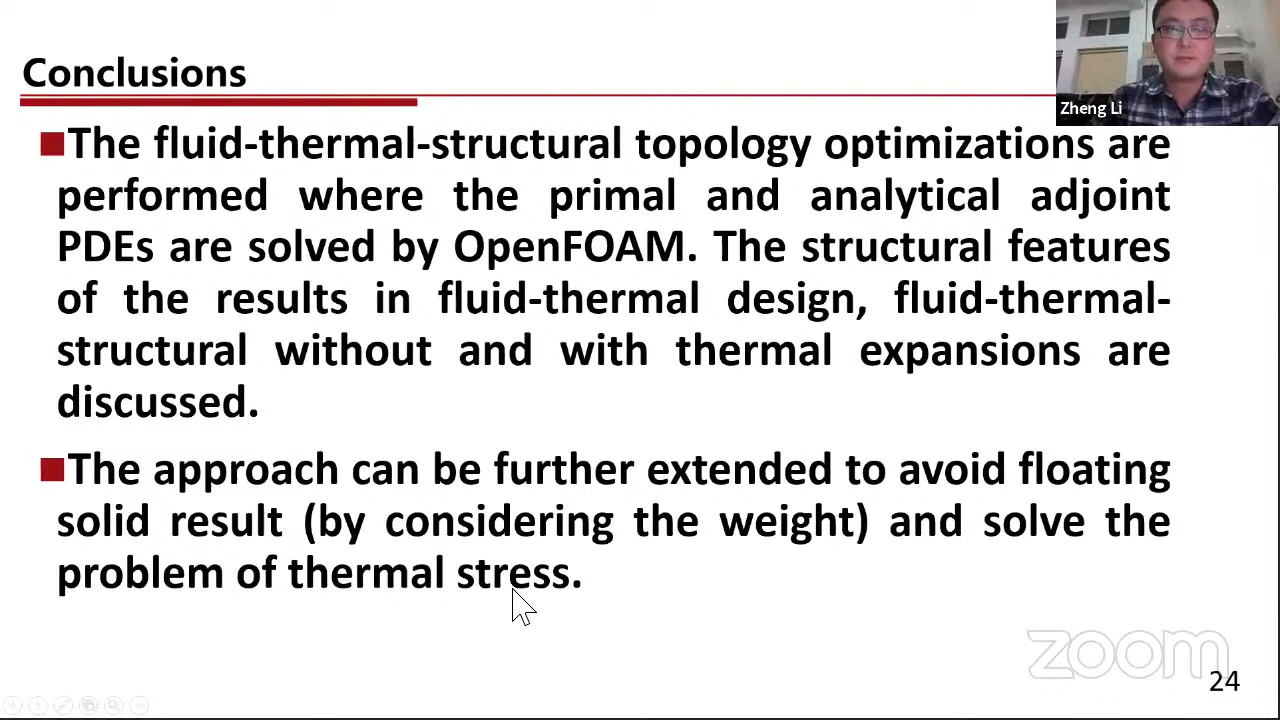 Conclusions
Zheng Li
The fluid-thermal-structural topology optimizations are
performed where the primal and analytical adjoint
PDEs are solved by OpenFOAM. The structural features
of the results in fluid-thermal design, fluid-thermal-
structural without and with thermal expansions are
discussed.
The approach can be further extended to avoid floating
solid result (by considering the weight) and solve the
problem of thermal stress.
zoom
24